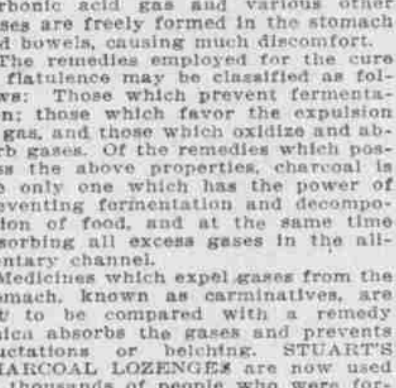 rbonic acid gas and various other
ses are freely formed in the stomach
d bowels, causing much discomfort.
The remedies employed for the cure
flatulence may be classified as fol-
ws: Those which prevent fermenta-
n; those which favor the expulsion
gas, and those which oxidize and ab-
rb gases. Of the remedies which pos-
ss the above properties, charcoal is
e only one which has the power of
eventing fermentation and decompo-
tion of food, and at the same time
sorbing all excess gases in the ali-
entary channel.
Medicines which expel gases from the
omach, known as carminatives, are
to be compared with a remedy
hich absorbs the gases and prevents
uctations or belching. STUART'S
HARCOAL LOZENGES are now used
thousands of people who were for-